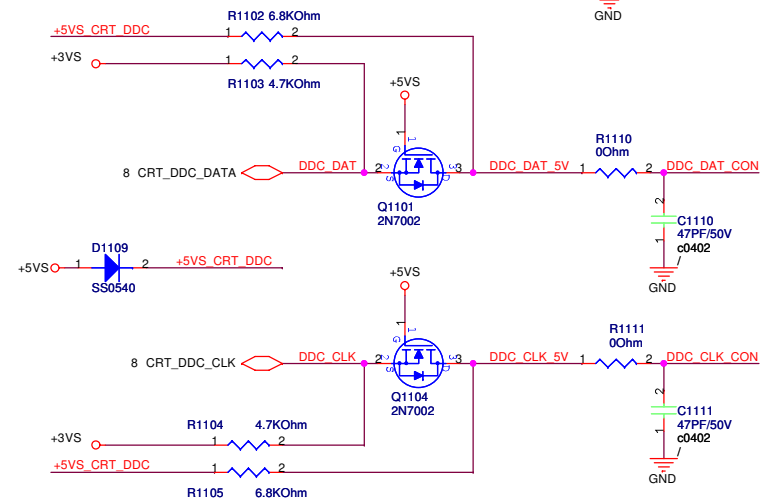 GND
R1102 6.8KOhm
+5VS_CRT_DDC
1
2
+3VS
1
2
R1103 4.7KOhm
+5VS
1
G
R1110
0Ohm
8 CRT_DDC_DATA
DDC_DAT
2
S
D
3
DDC_DAT_5V
1
2
DDC_DAT_CON
Q1101
2N7002
2
C1110
47PF/50V
1
c0402
/
GND
D1109
+5VS
1
2
+5VS_CRT_DDC
SS0540
+5VS
1
G
R1111
0Ohm
8 CRT_DDC_CLK
DDC_CLK
2
S
D
3
DDC_CLK_5V
1
2
DDC_CLK_CON
Q1104
2N7002
2
C1111
47PF/50V
1
c0402
/
GND
R1104 4.7KOhm
+3VS
1
2
+5VS_CRT_DDC
1
2
R1105 6.8KOhm